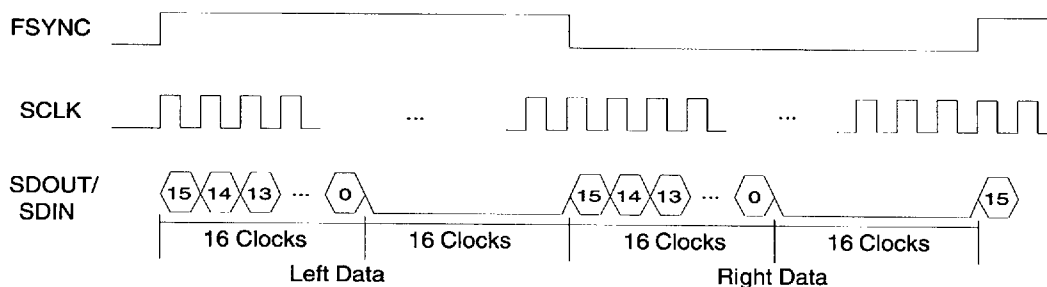 FSYNC
SCLK
... ...
SDOUT/
SDIN
15 14 13 ... 0 15 14 13 ... 0 15
16 Clocks 16 Clocks 16 Clocks 16 Clocks
Left Data Right Data